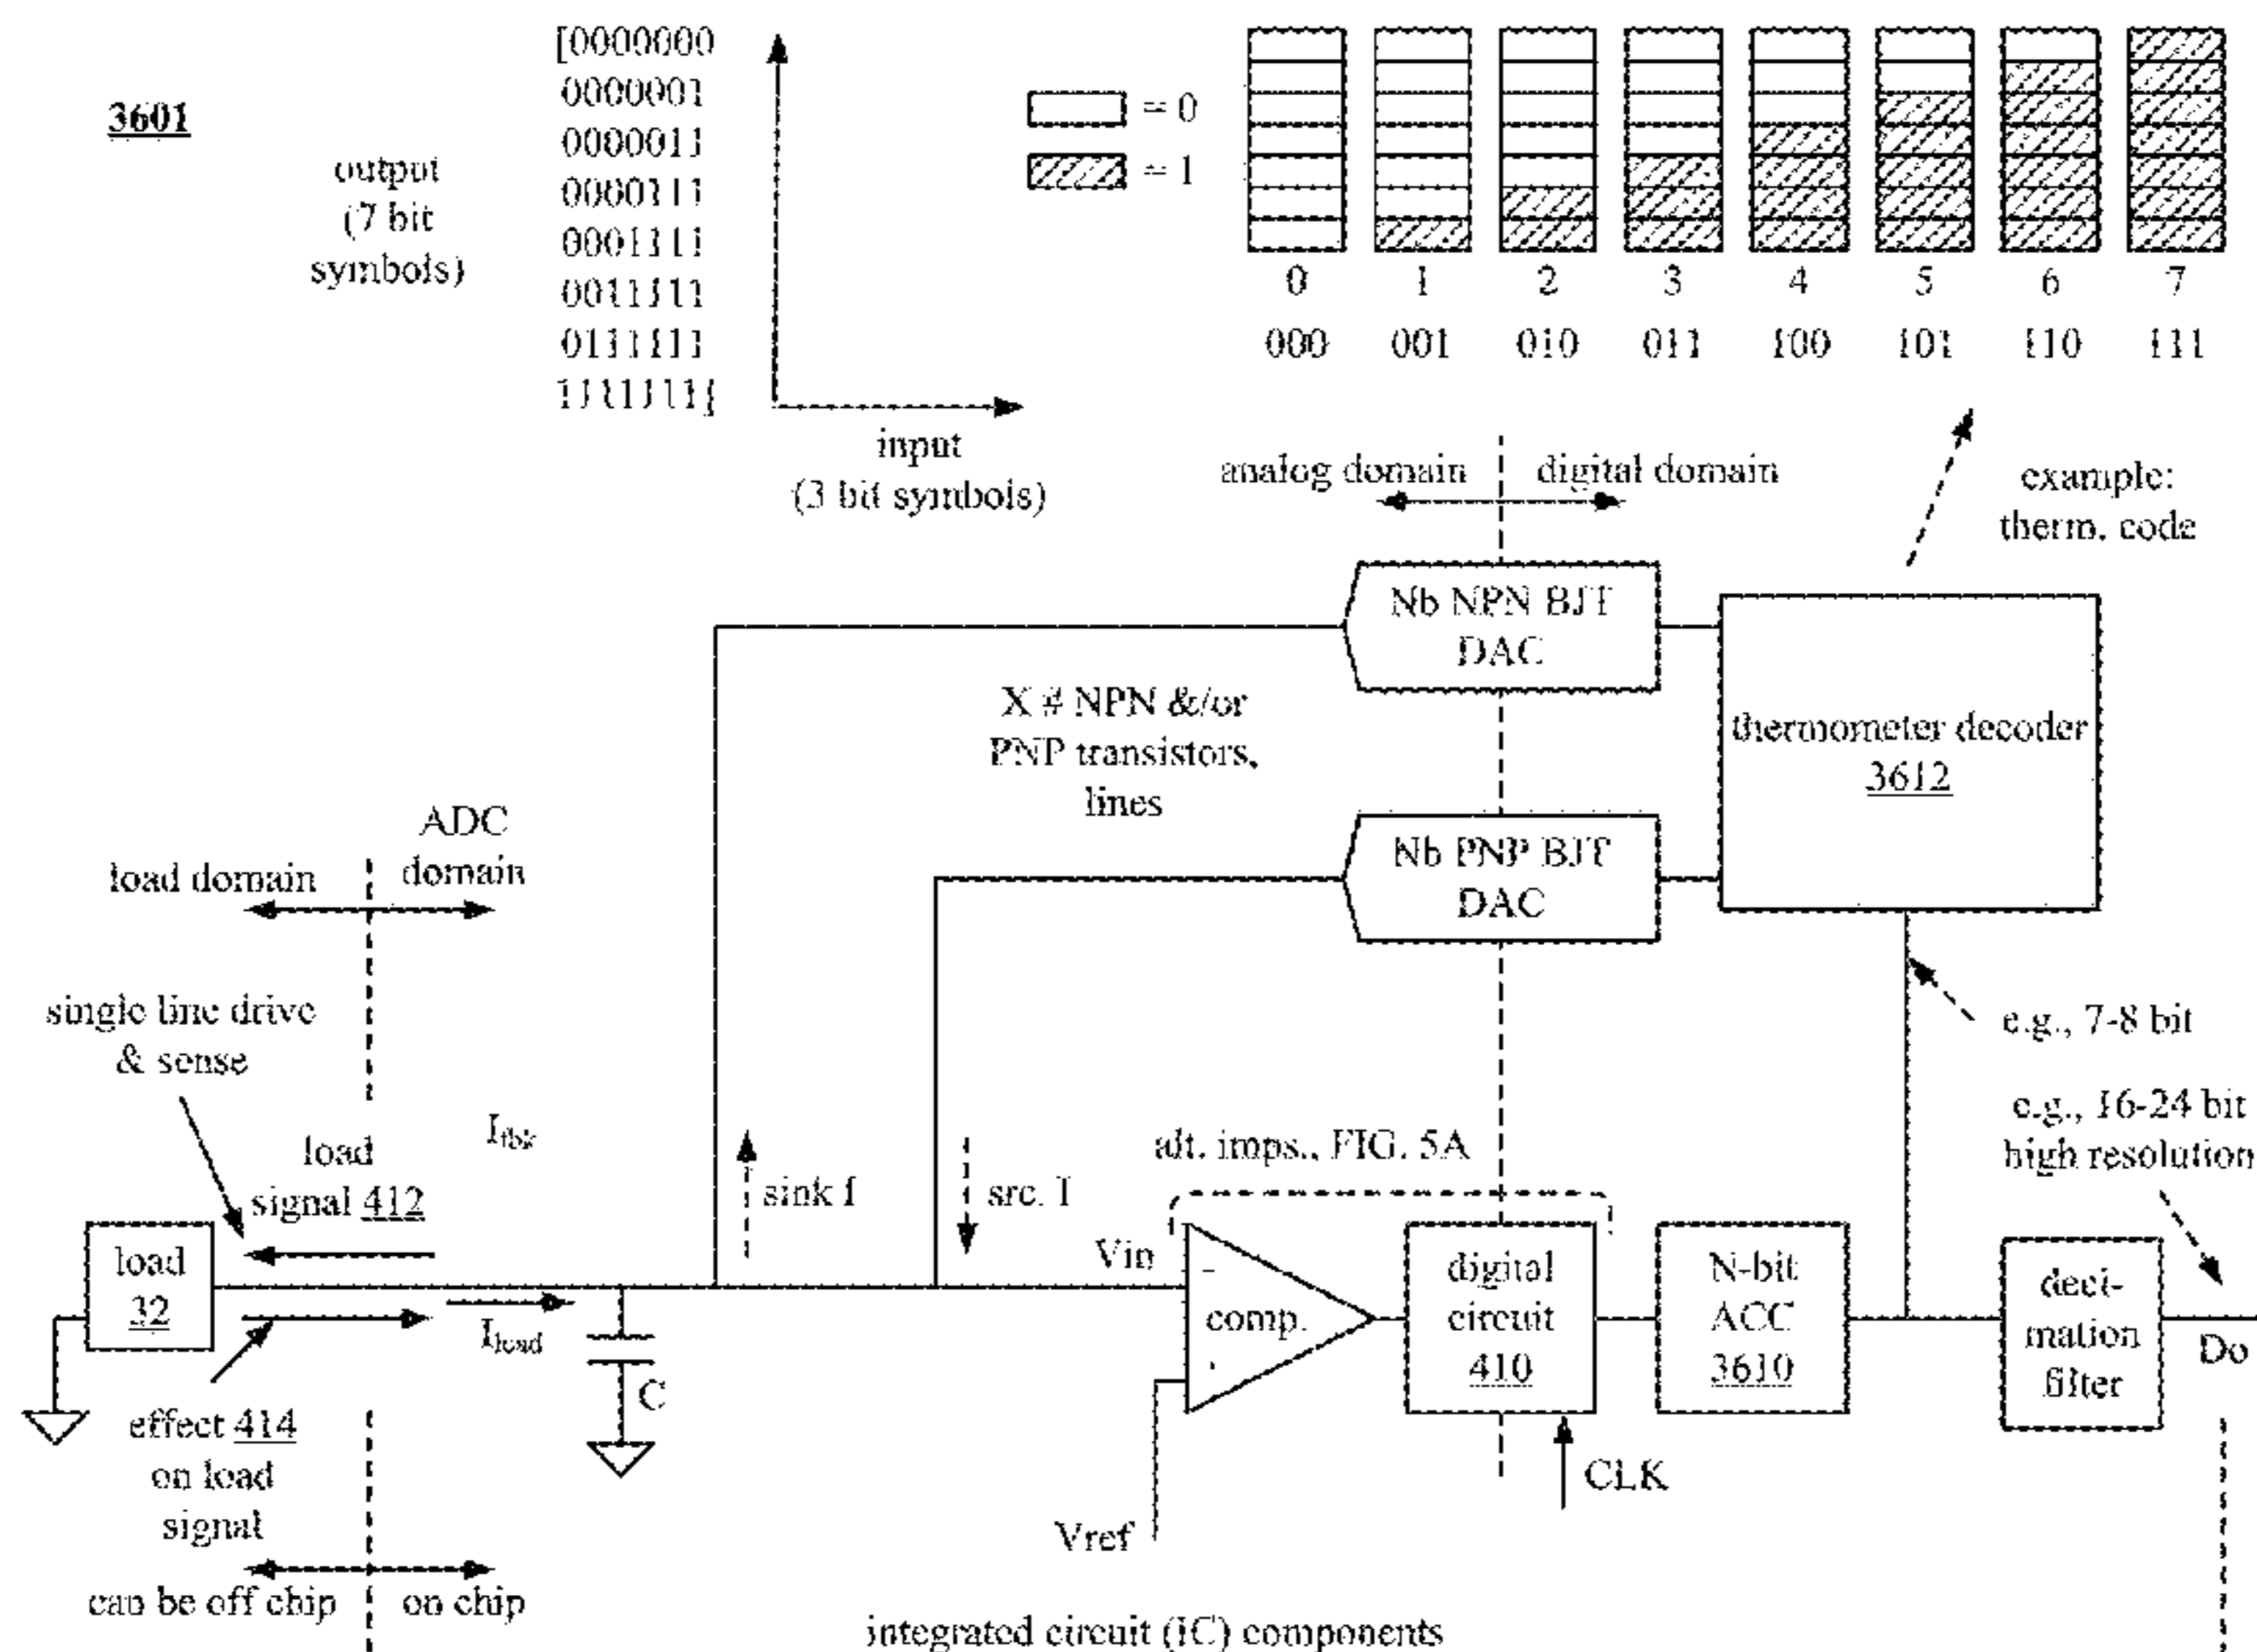 3601
output
(7 bit
symbols)
[0000000
0000001
0000011
0000111
0001111
0011111
0111111
1111111]
input
(3 bit symbols)
= 0
= 1
0 1 2 3 4 5 6 7
000 001 010 011 100 101 110 111
analog domain
digital domain
example:
therm. code
Nb NPN BJT
DAC
X # NPN &/or
PNP transistors,
lines
thermometer decoder
3612
Nb PNP BJT
DAC
load domain
ADC
domain
single line drive
& sense
e.g., 7-8 bit
e.g., 16-24 bit
high resolution
load
signal 412
Ifbk
sink I
src. I
alt. imps., FIG. 5A
load
32
Iload
C
Vin
-
comp.
+
Vref
digital
circuit
410
CLK
N-bit
ACC
3610
deci-
mation
filter
Do
effect 414
on load
signal
can be off chip
on chip
integrated circuit (IC) components